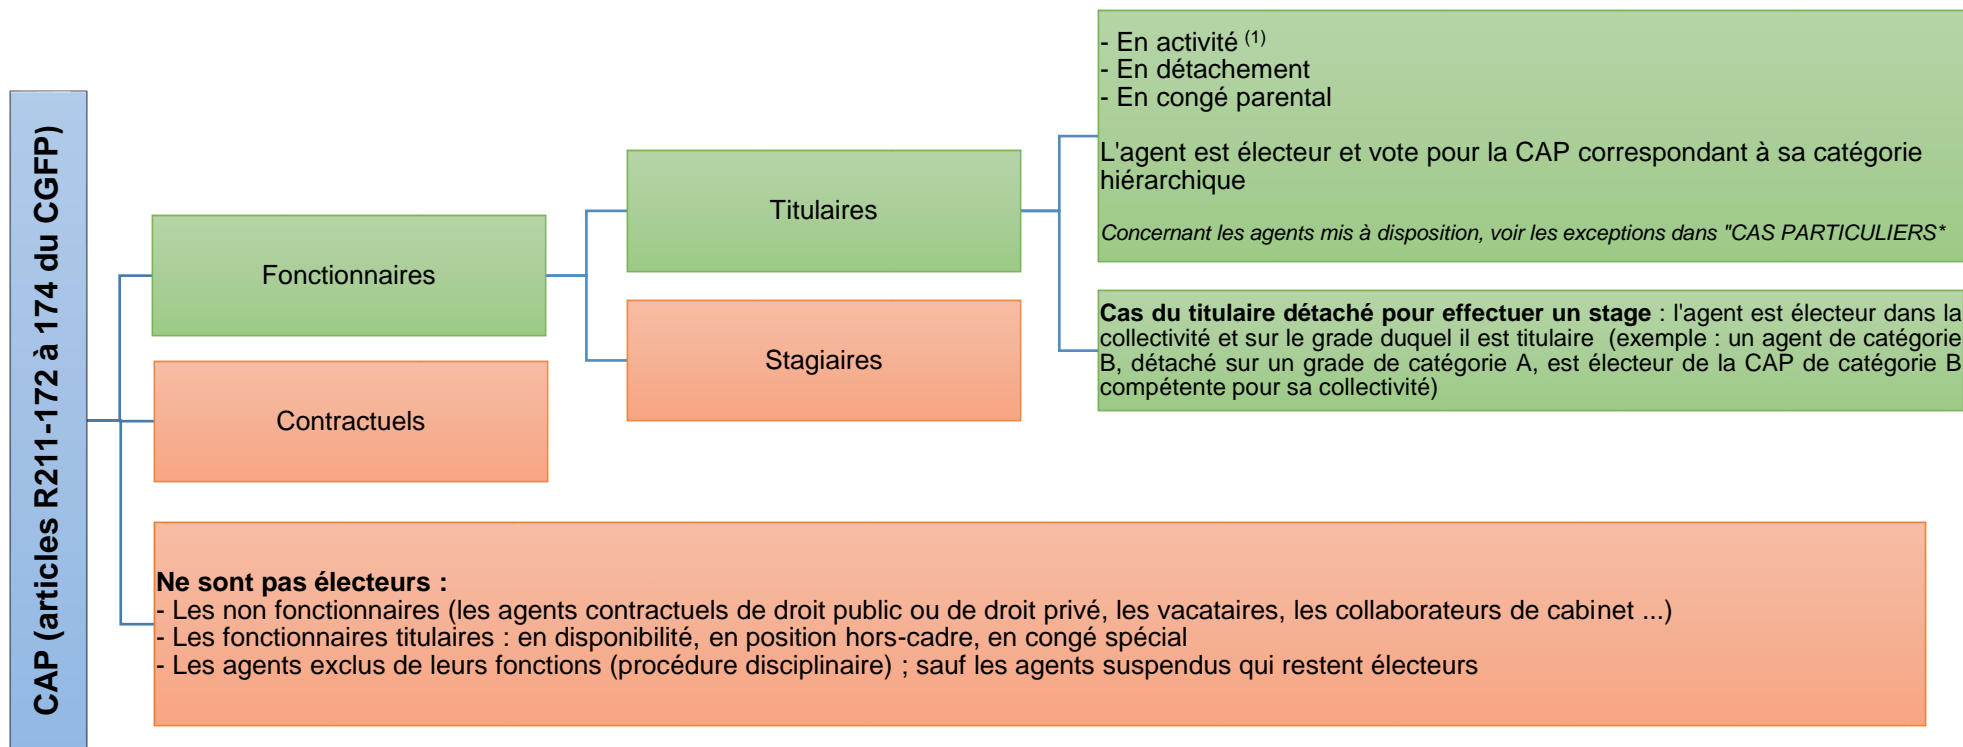 CAP (articles R211-172 à 174 du CGFP)
Fonctionnaires
Contractuels
Titulaires
Stagiaires
- En activité (1)
- En détachement
- En congé parental
L'agent est électeur et vote pour la CAP correspondant à sa catégorie
hiérarchique
Concernant les agents mis à disposition, voir les exceptions dans "CAS PARTICULIERS*
Cas du titulaire détaché pour effectuer un stage : l'agent est électeur dans la
collectivité et sur le grade duquel il est titulaire (exemple : un agent de catégorie
B, détaché sur un grade de catégorie A, est électeur de la CAP de catégorie B
compétente pour sa collectivité)
Ne sont pas électeurs :
- Les non fonctionnaires (les agents contractuels de droit public ou de droit privé, les vacataires, les collaborateurs de cabinet ...)
- Les fonctionnaires titulaires : en disponibilité, en position hors-cadre, en congé spécial
- Les agents exclus de leurs fonctions (procédure disciplinaire) ; sauf les agents suspendus qui restent électeurs